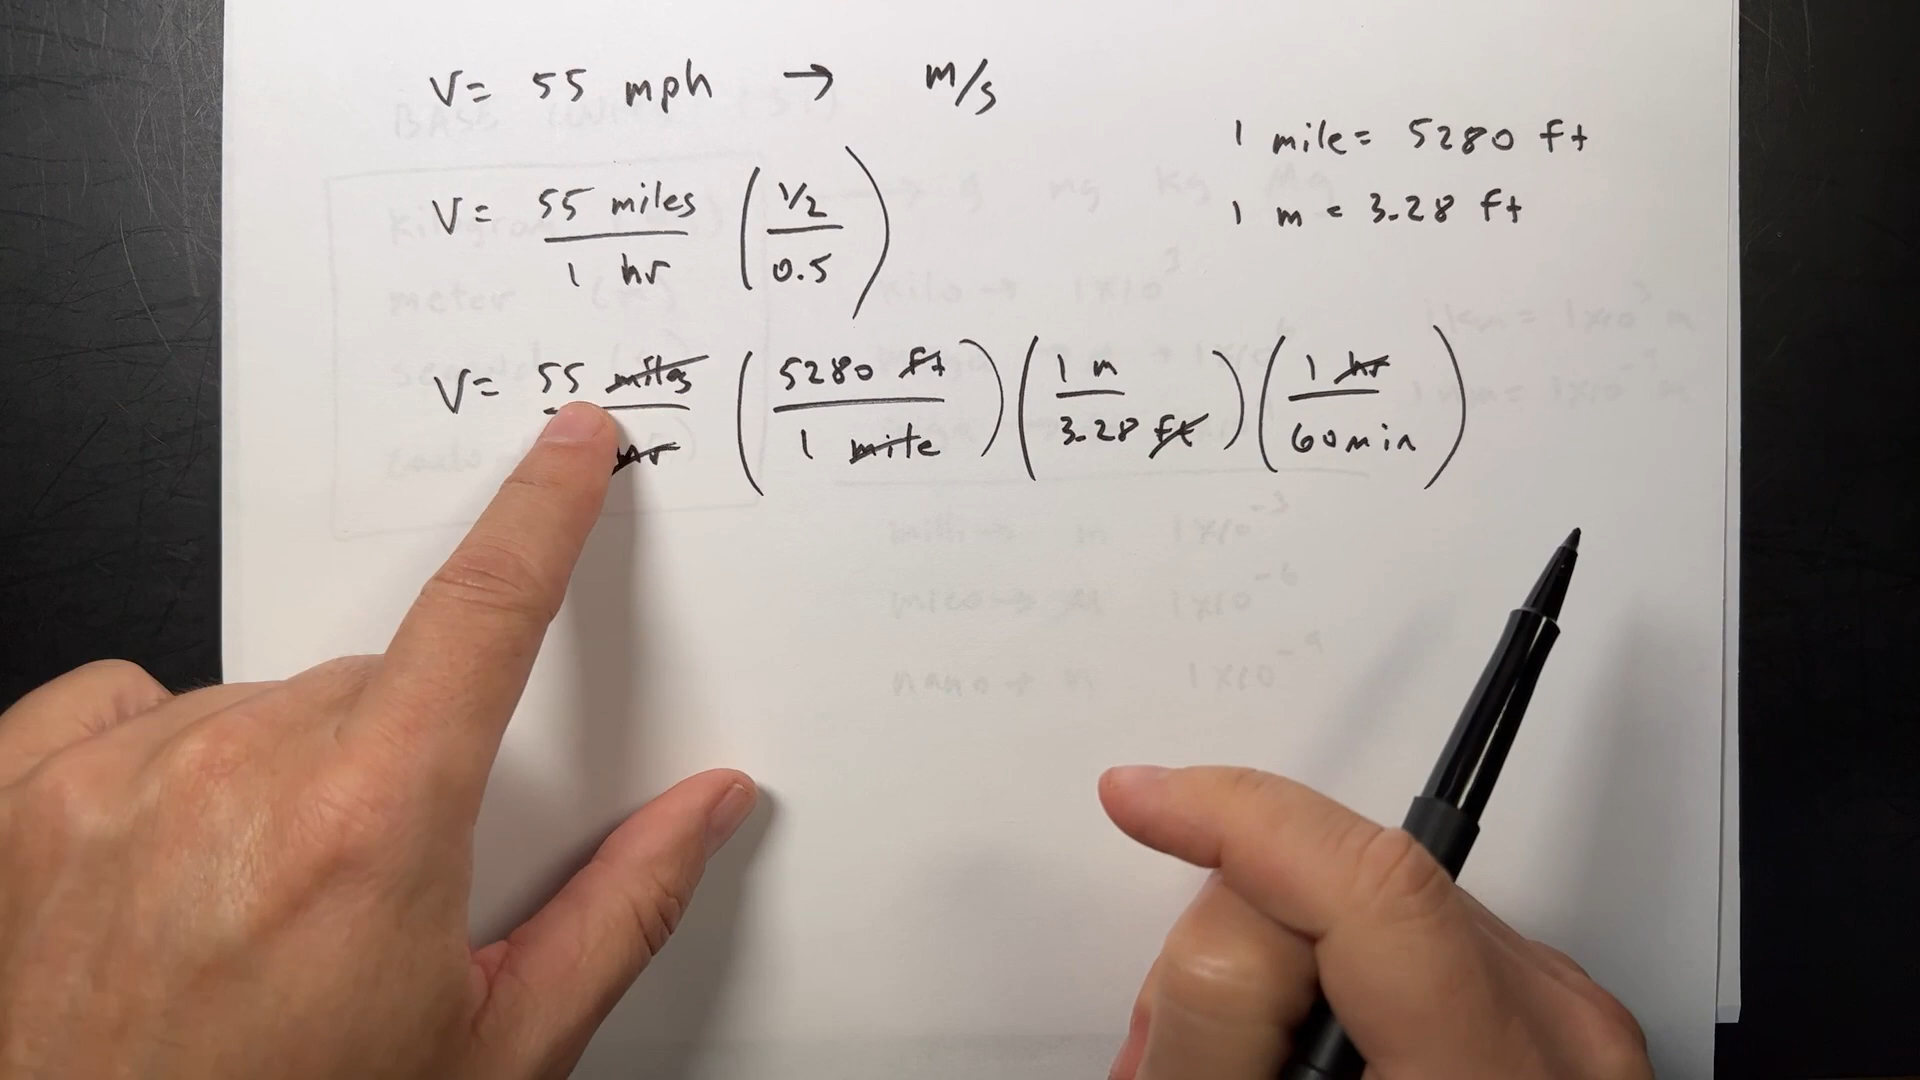 V= 55 mph → m/s
1 mile= 5280 ft
1 m = 3.28 ft
V= 55 miles / 1 hr ( 1/2 / 0.5 )
V= 55 miles / hr ( 5280 ft / 1 mile ) ( 1 m / 3.28 ft ) ( 1 hr / 60 min )